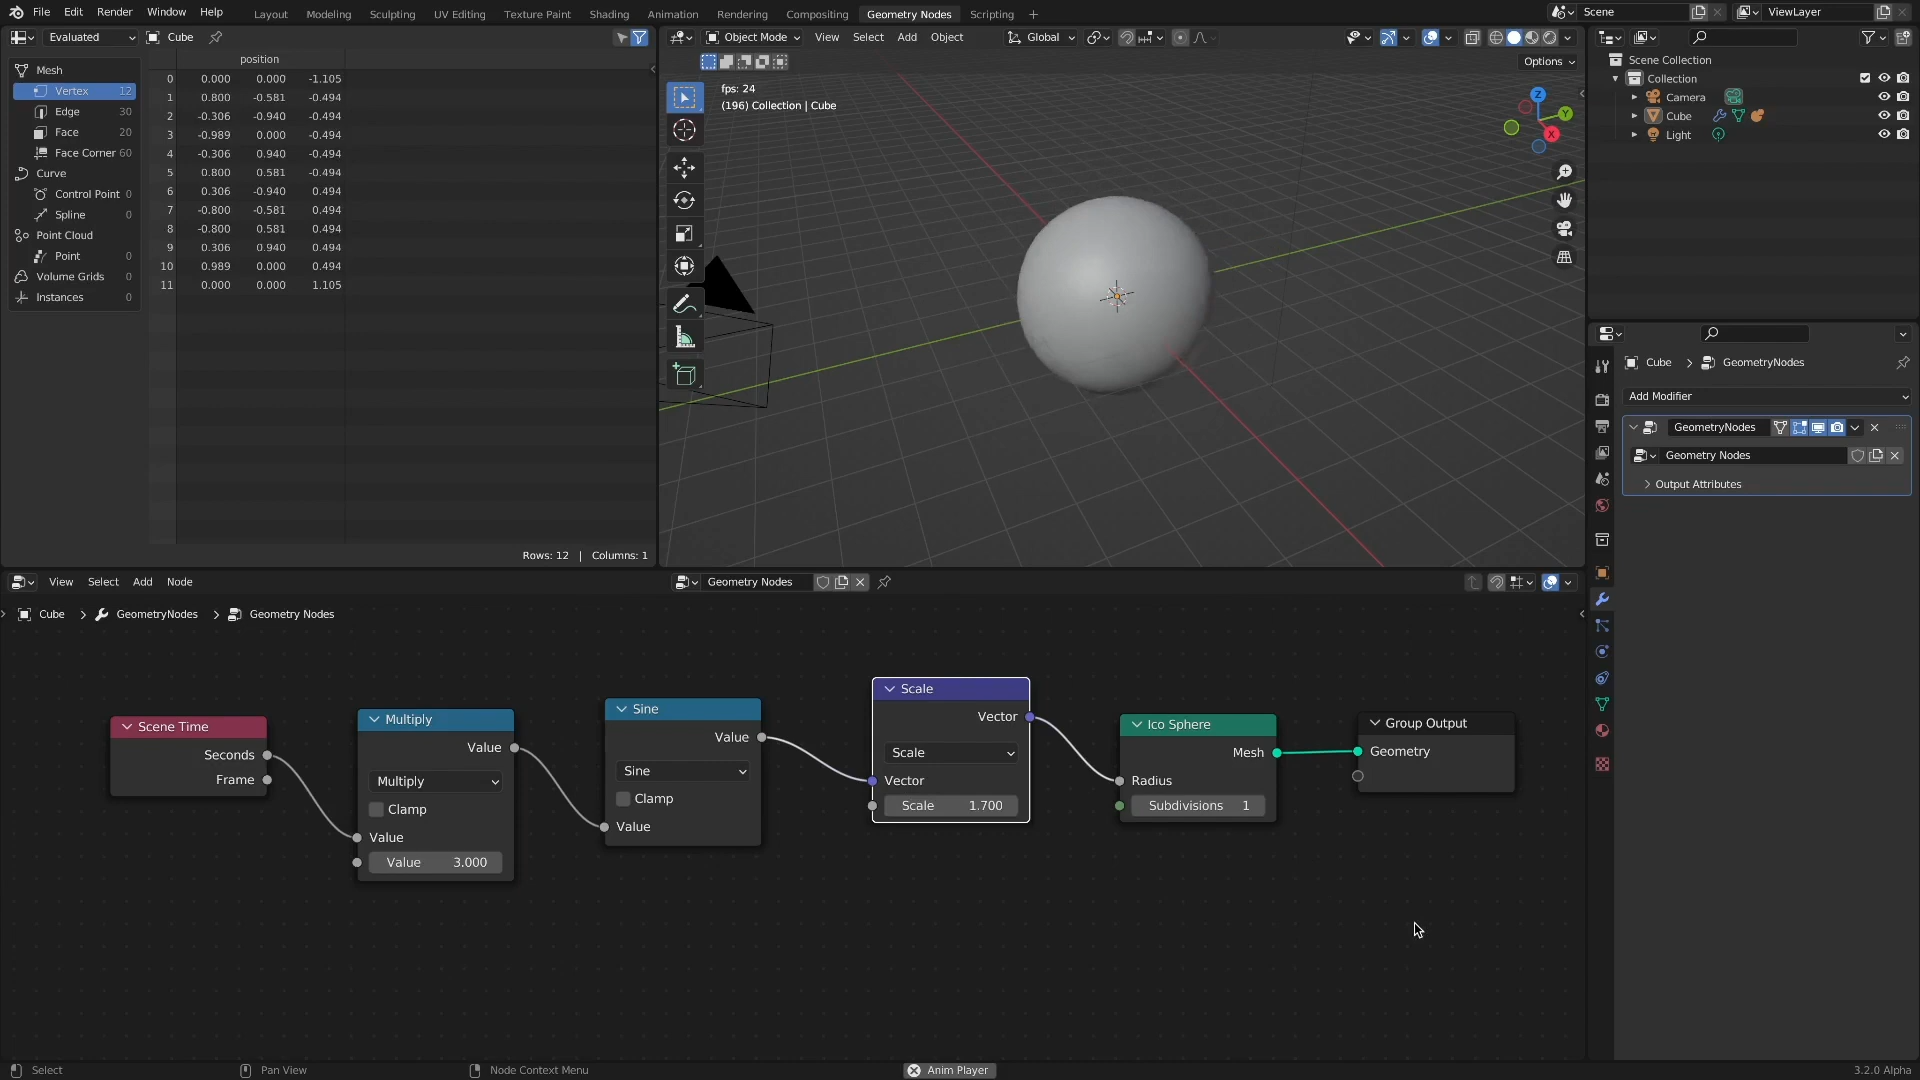 File Edit Render Window Help Layout Modeling Sculpting UV Editing Texture Paint Shading Animation Rendering Compositing Geometry Nodes Scripting + Scene ViewLayer
Evaluated Cube
position
Mesh
Vertex 12
Edge 30
Face 20
Face Corner 60
Curve
Control Point 0
Spline 0
Point Cloud
Point 0
Volume Grids 0
Instances 0
0 0.000 0.000 -1.105
1 0.800 -0.581 -0.494
2 -0.306 -0.940 -0.494
3 -0.989 0.000 -0.494
4 -0.306 0.940 -0.494
5 0.800 0.581 -0.494
6 0.306 -0.940 0.494
7 -0.800 -0.581 0.494
8 -0.800 0.581 0.494
9 0.306 0.940 0.494
10 0.989 0.000 0.494
11 0.000 0.000 1.105
Rows: 12 | Columns: 1
Object Mode View Select Add Object Global
Options
fps: 24
(196) Collection | Cube
Z
Y
X
Scene Collection
Collection
Camera
Cube
Light
Cube GeometryNodes
Add Modifier
GeometryNodes
Geometry Nodes
Output Attributes
View Select Add Node Geometry Nodes
Cube GeometryNodes Geometry Nodes
Scene Time
Seconds
Frame
Multiply
Value
Multiply
Clamp
Value
Value 3.000
Sine
Value
Sine
Clamp
Value
Scale
Vector
Scale
Vector
Scale 1.700
Ico Sphere
Mesh
Radius
Subdivisions 1
Group Output
Geometry
Select Pan View Node Context Menu Anim Player 3.2.0 Alpha